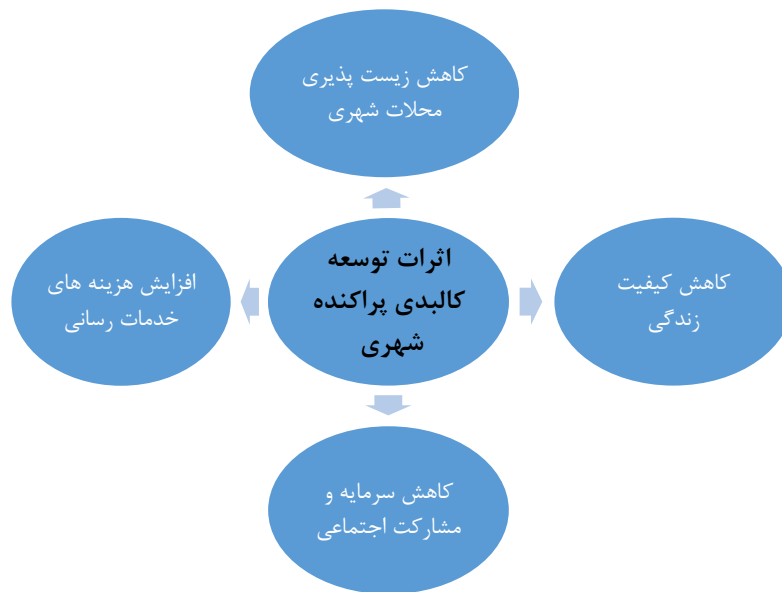 کاهش زیست پذیری
محلات شهری
اثرات توسعه
کالبدی پراکنده
شهری
کاهش کیفیت
زندگی
افزایش هزینه های
خدمات رسانی
کاهش سرمایه و
مشارکت اجتماعی